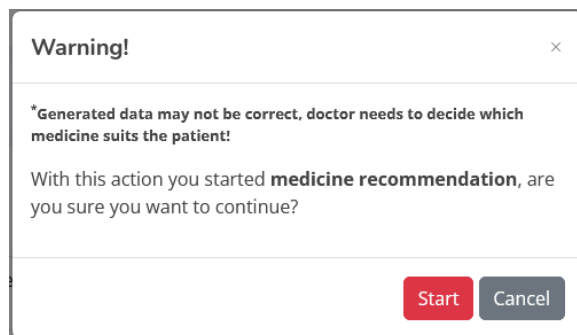 Warning!
×
*Generated data may not be correct, doctor needs to decide which
medicine suits the patient!
With this action you started medicine recommendation, are
you sure you want to continue?
Start
Cancel